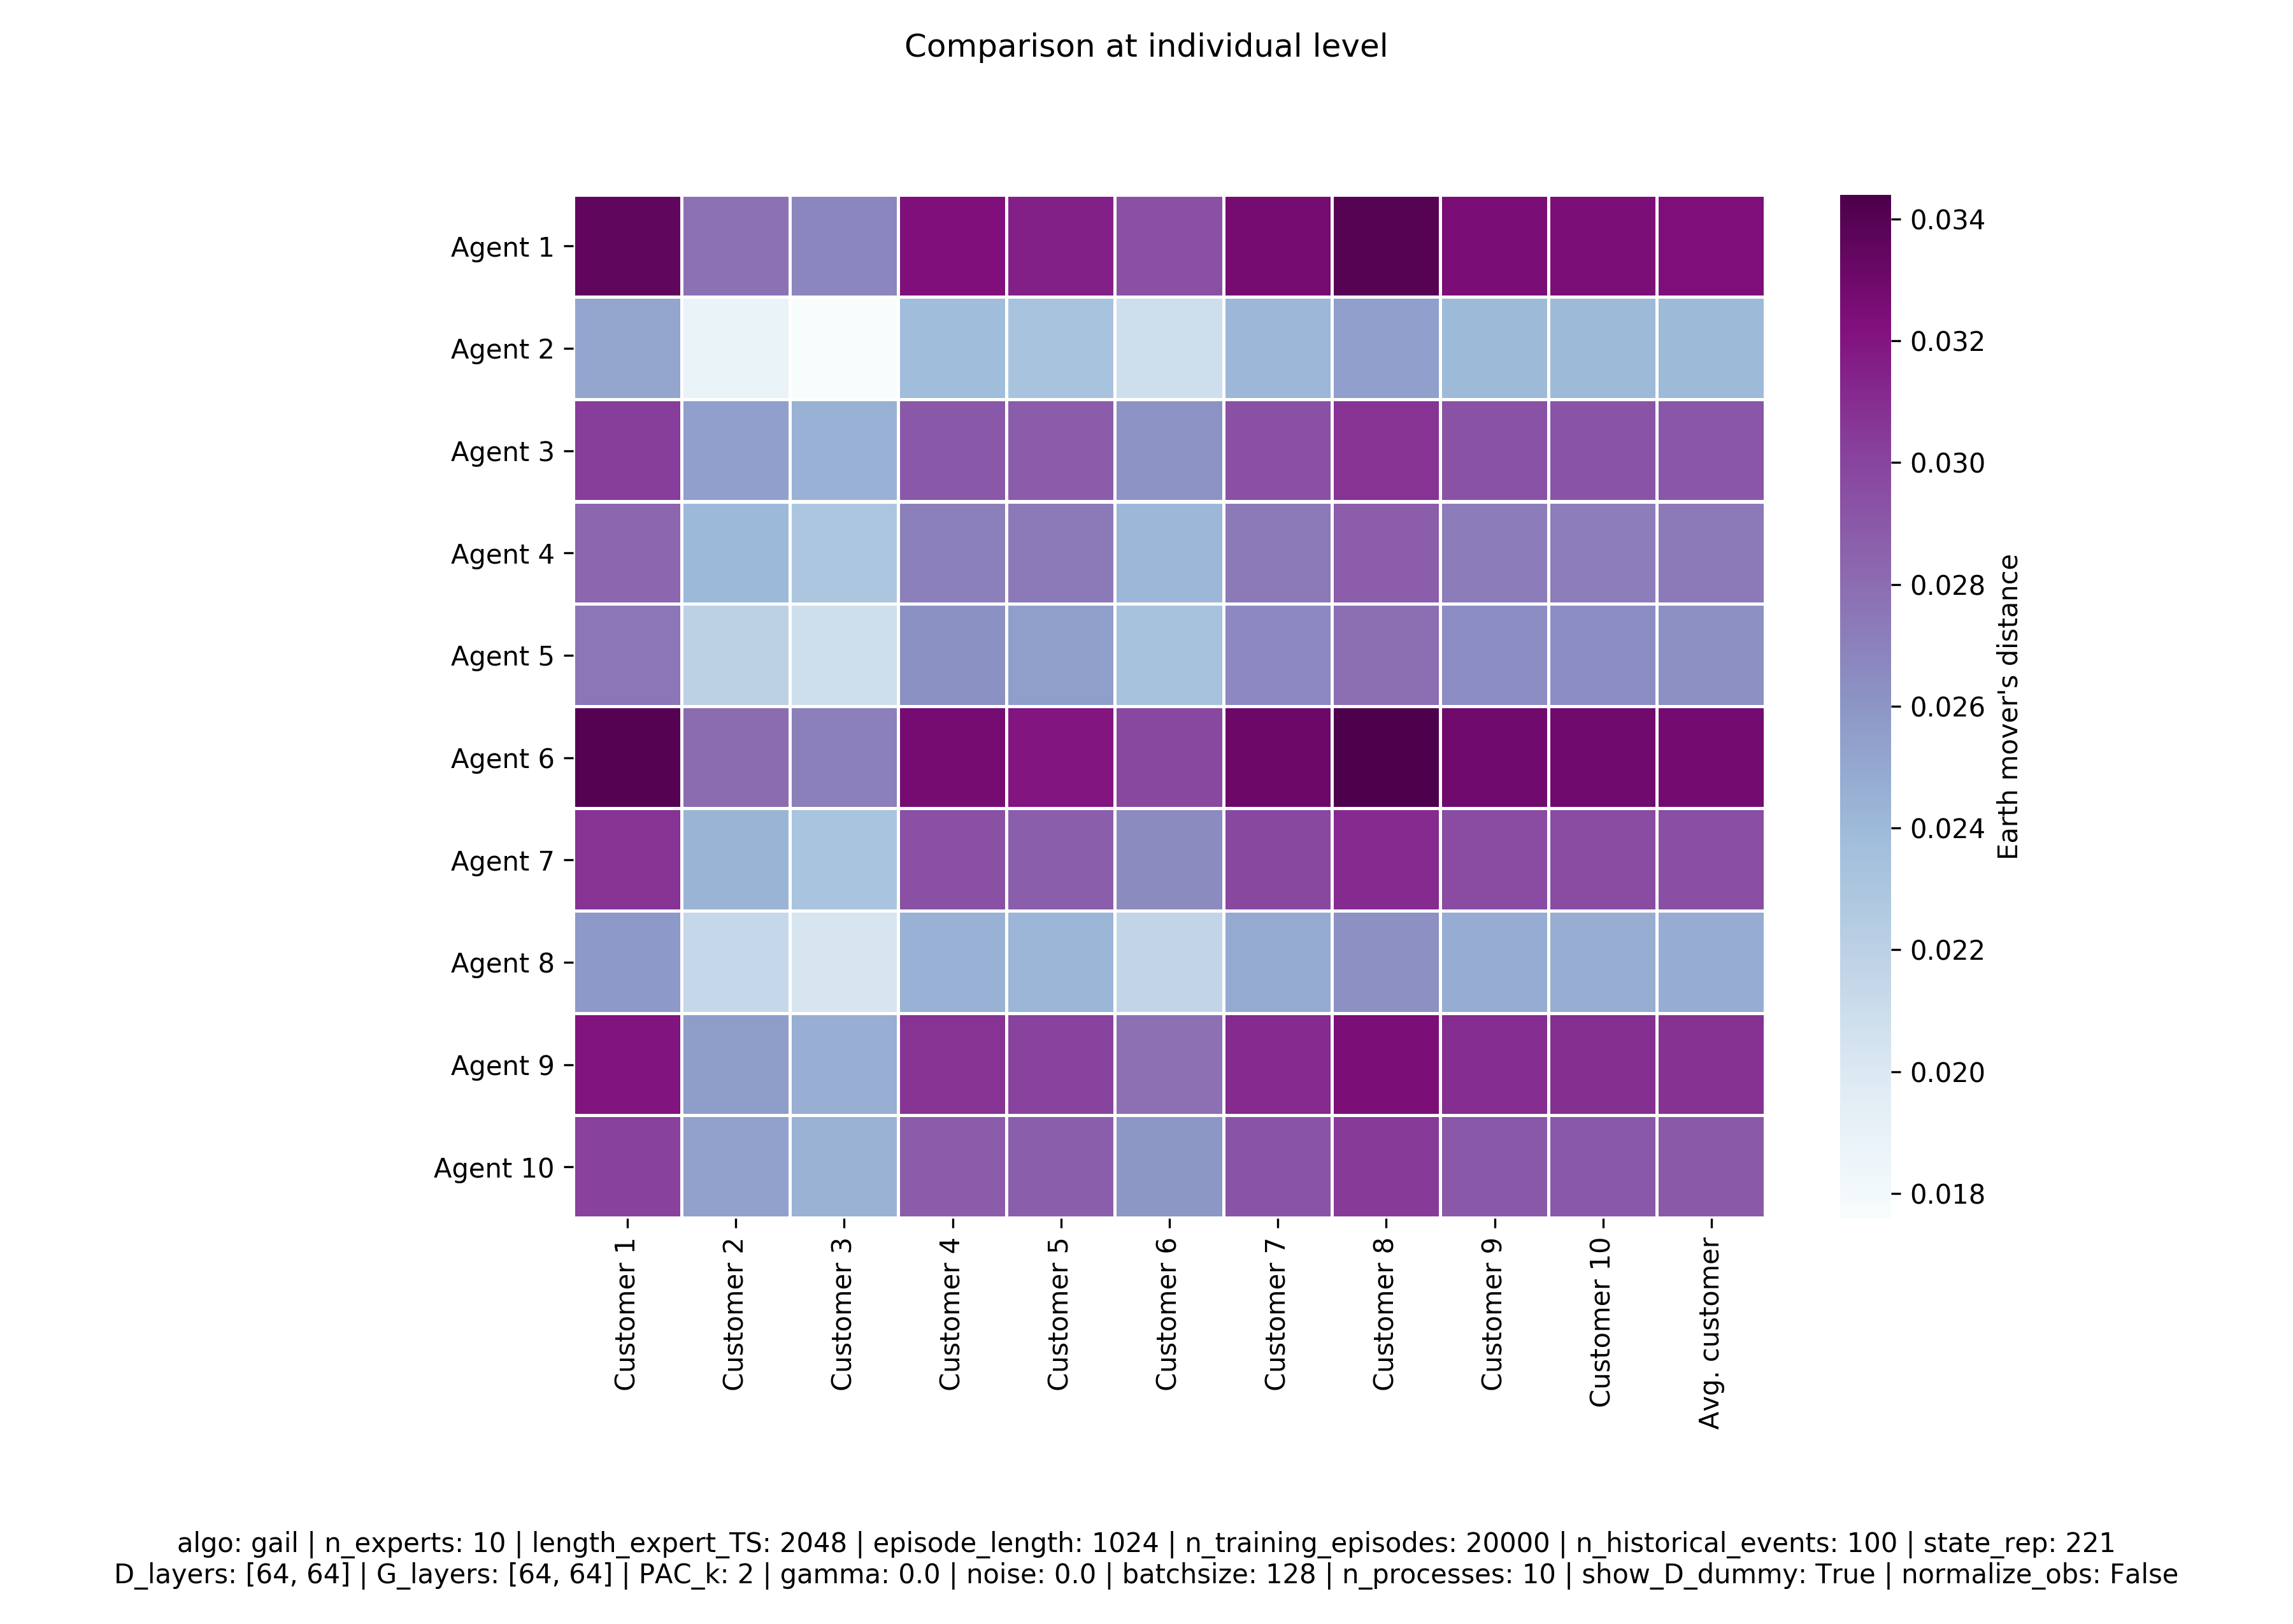 Comparison at individual level
Agent 1
Agent 2
Agent 3
Agent 4
Agent 5
Agent 6
Agent 7
Agent 8
Agent 9
Agent 10
Customer 1
Customer 2
Customer 3
Customer 4
Customer 5
Customer 6
Customer 7
Customer 8
Customer 9
Customer 10
Avg. customer
0.034
0.032
0.030
0.028
0.026
0.024
0.022
0.020
0.018
Earth mover's distance
algo: gail | n_experts: 10 | length_expert_TS: 2048 | episode_length: 1024 | n_training_episodes: 20000 | n_historical_events: 100 | state_rep: 221
D_layers: [64, 64] | G_layers: [64, 64] | PAC_k: 2 | gamma: 0.0 | noise: 0.0 | batchsize: 128 | n_processes: 10 | show_D_dummy: True | normalize_obs: False